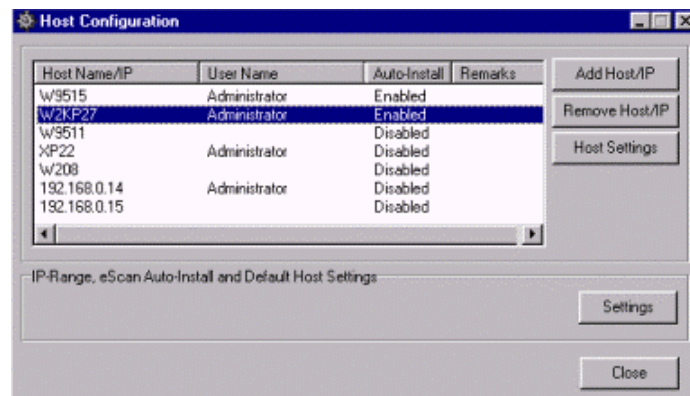 Host Configuration
Host Name/IP User Name Auto-Install Remarks
W9515 Administrator Enabled
W2KP27 Administrator Enabled
W9511 Disabled
XP22 Administrator Disabled
W208 Disabled
192.168.0.14 Administrator Disabled
192.168.0.15 Disabled
Add Host/IP
Remove Host/IP
Host Settings
IP-Range, eScan Auto-Install and Default Host Settings
Settings
Close